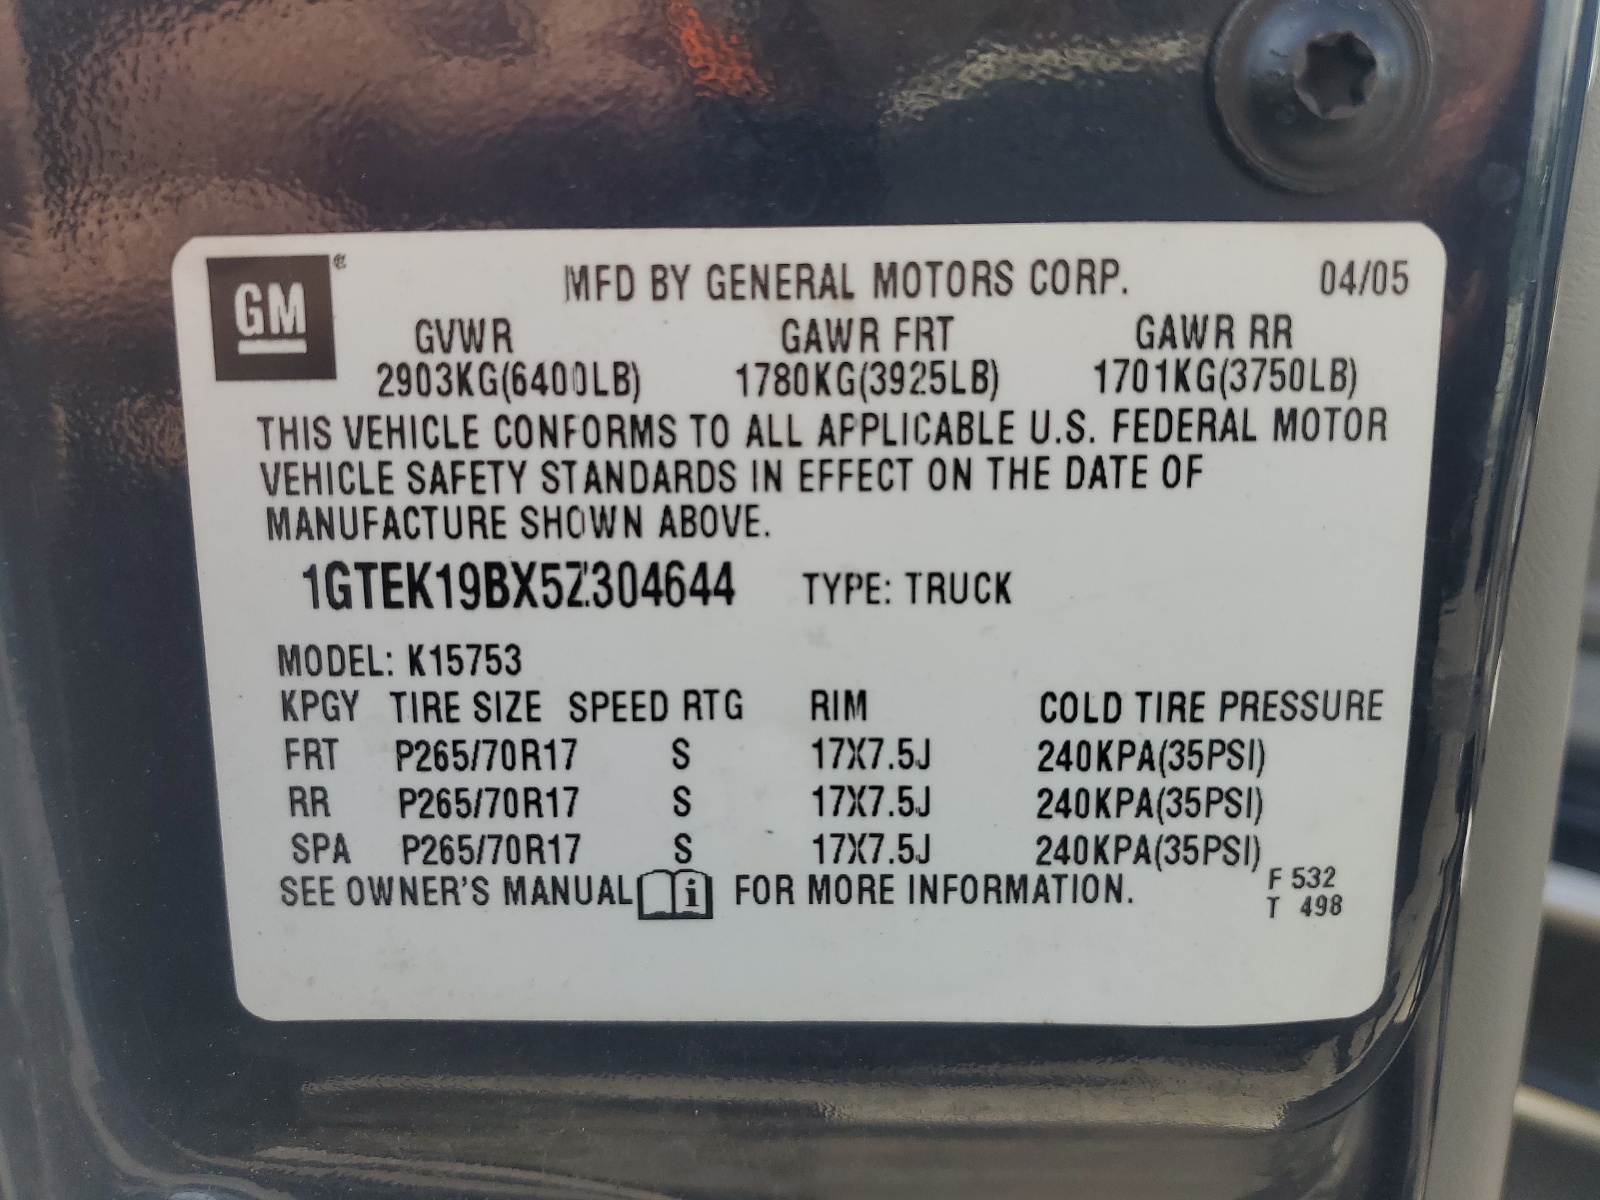 GM®
MFD BY GENERAL MOTORS CORP. 04/05
GVWR GAWR FRT GAWR RR
2903KG(6400LB) 1780KG(3925LB) 1701KG(3750LB)
THIS VEHICLE CONFORMS TO ALL APPLICABLE U.S. FEDERAL MOTOR
VEHICLE SAFETY STANDARDS IN EFFECT ON THE DATE OF
MANUFACTURE SHOWN ABOVE.
1GTEK19BX5Z304644 TYPE: TRUCK
MODEL: K15753
KPGY TIRE SIZE SPEED RTG RIM COLD TIRE PRESSURE
FRT P265/70R17 S 17X7.5J 240KPA(35PSI)
RR P265/70R17 S 17X7.5J 240KPA(35PSI)
SPA P265/70R17 S 17X7.5J 240KPA(35PSI)
SEE OWNER'S MANUAL i FOR MORE INFORMATION.
F 532
T 498